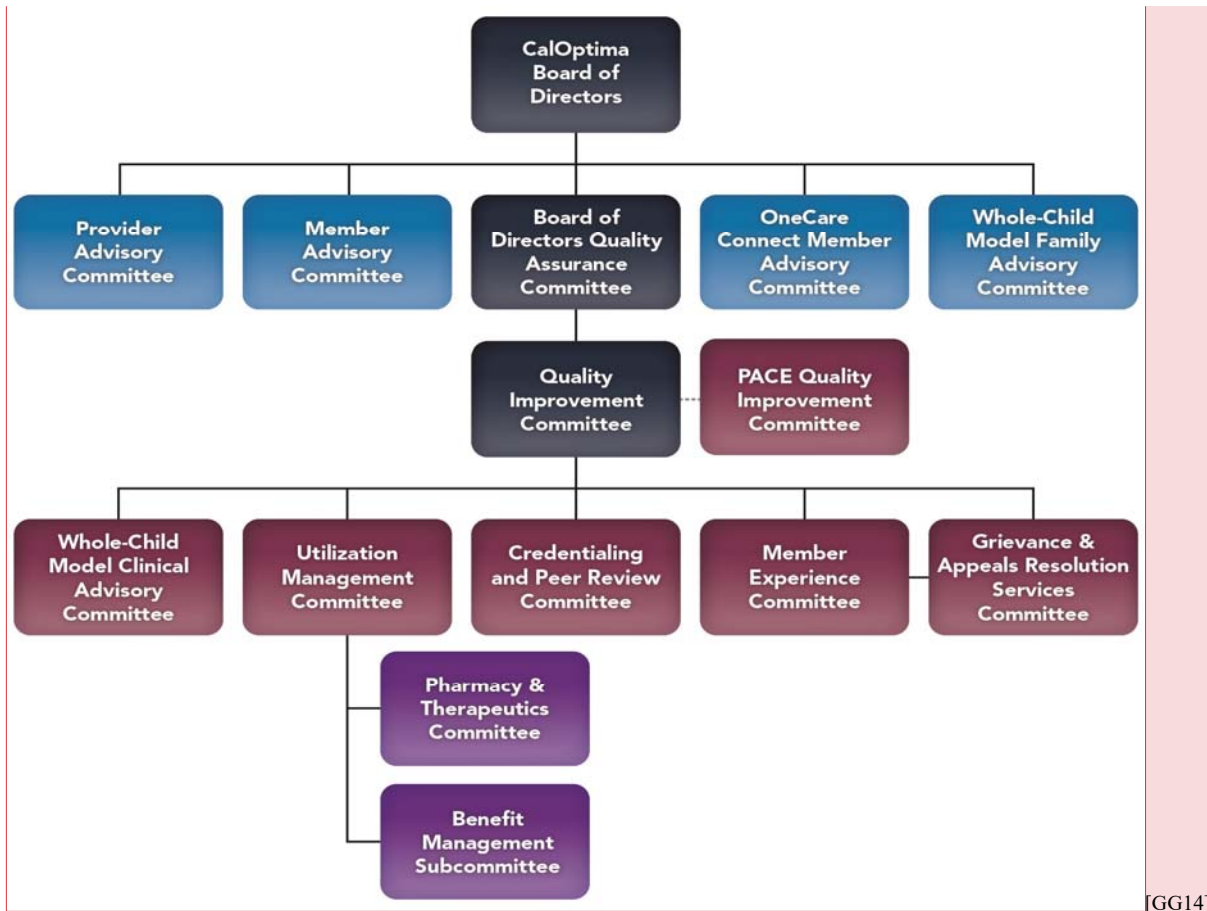 CalOptima
Board of
Directors
Provider
Advisory
Committee
Member
Advisory
Committee
Board of
Directors Quality
Assurance
Committee
OneCare
Connect Member
Advisory
Committee
Whole-Child
Model Family
Advisory
Committee
Quality
Improvement
Committee
PACE Quality
Improvement
Committee
Whole-Child
Model Clinical
Advisory
Committee
Utilization
Management
Committee
Credentialing
and Peer Review
Committee
Member
Experience
Committee
Grievance &
Appeals Resolution
Services
Committee
Pharmacy &
Therapeutics
Committee
Benefit
Management
Subcommittee
[GG14]